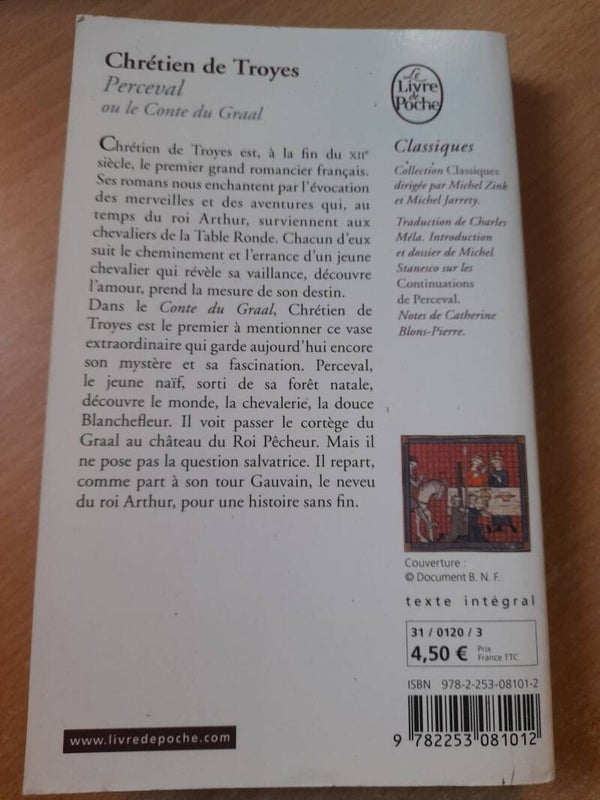 Chrétien de Troyes
Perceval
ou le Conte du Graal
Chrétien de Troyes est, à la fin du XIIe
siècle, le premier grand romancier français.
Ses romans nous enchantent par l'évocation
des merveilles et des aventures qui, au
temps du roi Arthur, surviennent aux
chevaliers de la Table Ronde. Chacun d'eux
suit le cheminement et l'errance d'un jeune
chevalier qui révèle sa vaillance, découvre
l'amour, prend la mesure de son destin.
Dans le Conte du Graal, Chrétien de
Troyes est le premier à mentionner ce vase
extraordinaire qui garde aujourd'hui encore
son mystère et sa fascination. Perceval,
le jeune naïf, sorti de sa forêt natale,
découvre le monde, la chevalerie, la douce
Blanchefleur. Il voit passer le cortège du
Graal au château du Roi Pêcheur. Mais il
ne pose pas la question salvatrice. Il repart,
comme part à son tour Gauvain, le neveu
du roi Arthur, pour une histoire sans fin.
www.livredepoche.com
Le
Livre
de
Poche
Classiques
Collection Classiques
dirigée par Michel Zink
et Michel Jarrety.
Traduction de Charles
Méla. Introduction
et dossier de Michel
Stanesco sur les
Continuations
de Perceval.
Notes de Catherine
Blons-Pierre.
Couverture :
© Document B. N. F.
texte intégral
31 / 0120 / 3
4,50 € Prix
France TTC
ISBN 978-2-253-08101-2
9 782253 081012